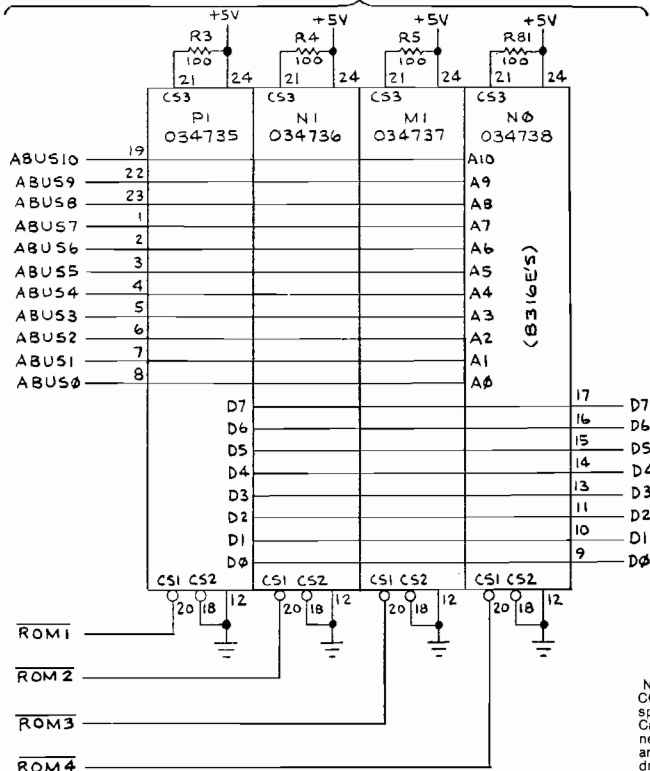 +5V +5V +5V +5V
R3 R4 R5 R81
100 100 100 100
21 24 21 24 21 24 21 24
CS3 CS3 CS3 CS3
P1 N1 M1 NØ
034735 034736 034737 034738
ABUS10 19 A10
ABUS9 22 A9
ABUS8 23 A8
ABUS7 1 A7
ABUS6 2 A6
ABUS5 3 A5
ABUS4 4 A4
ABUS3 5 A3
ABUS2 6 A2
ABUS1 7 A1
ABUSØ 8 AØ
(8316E'S)
D7 17 D7
D6 16 D6
D5 15 D5
D4 14 D4
D3 13 D3
D2 11 D2
D1 10 D1
DØ 9 DØ
CS1 CS2 CS1 CS2 CS1 CS2 CS1 CS2
20 18 12 20 18 12 20 18 12 20 18 12
ROM1
ROM2
ROM3
ROM4